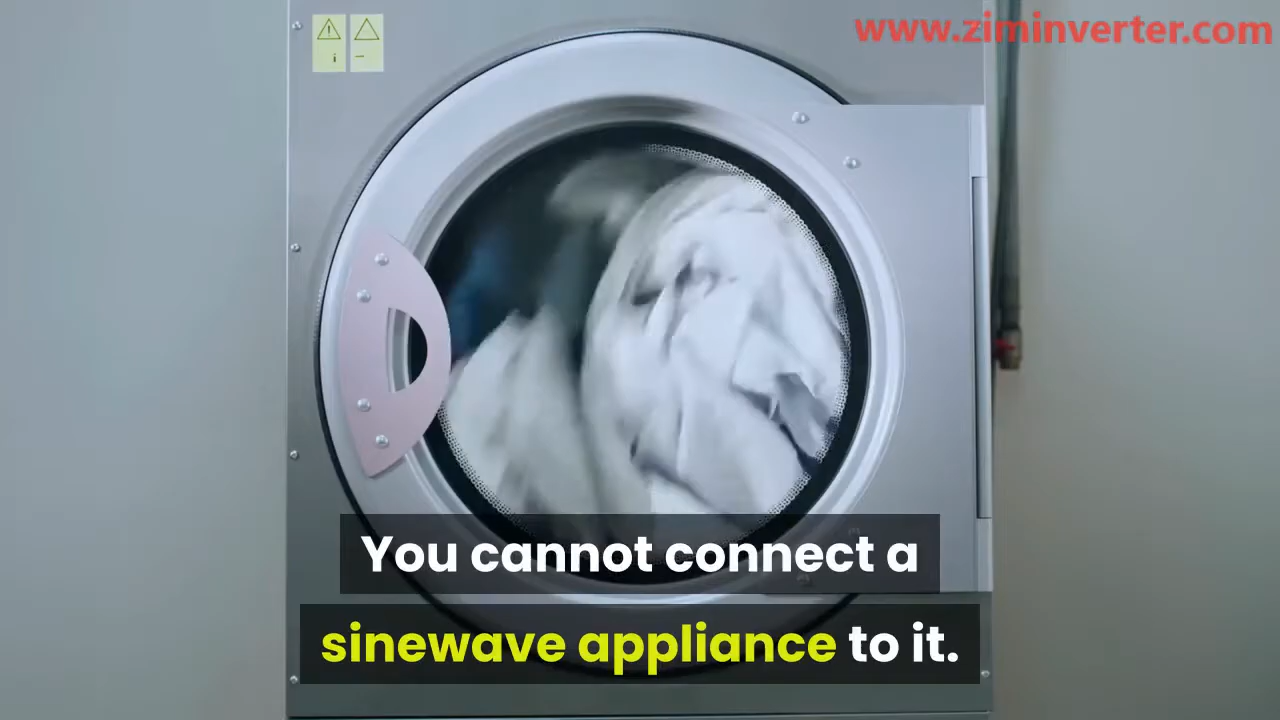 www.ziminverter.com
You cannot connect a
sinewave appliance to it.